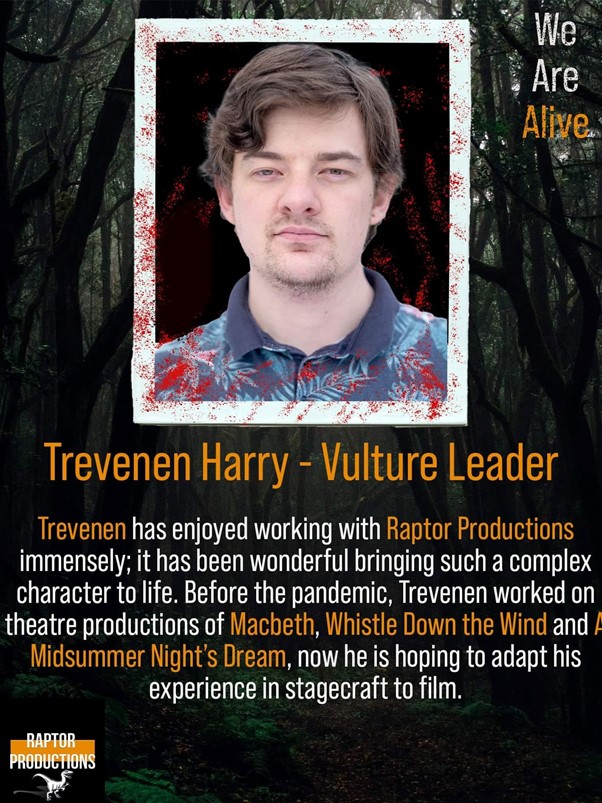 We
Are
Alive
Trevenen Harry - Vulture Leader
Trevenen has enjoyed working with Raptor Productions
immensely; it has been wonderful bringing such a complex
character to life. Before the pandemic, Trevenen worked on
theatre productions of Macbeth, Whistle Down the Wind and A
Midsummer Night's Dream, now he is hoping to adapt his
experience in stagecraft to film.
RAPTOR
PRODUCTIONS